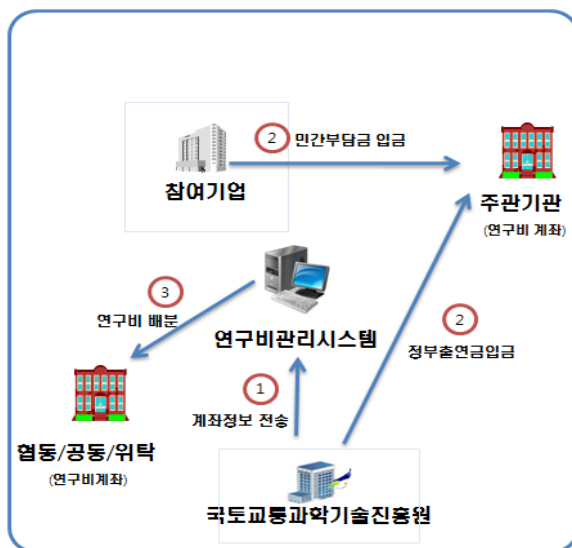 ② 민간부담금 입금
참여기업
주관기관
(연구비 계좌)
③
연구비 배분
연구비관리시스템
②
정부출연금입금
①
계좌정보 전송
협동/공동/위탁
(연구비계좌)
국토교통과학기술진흥원